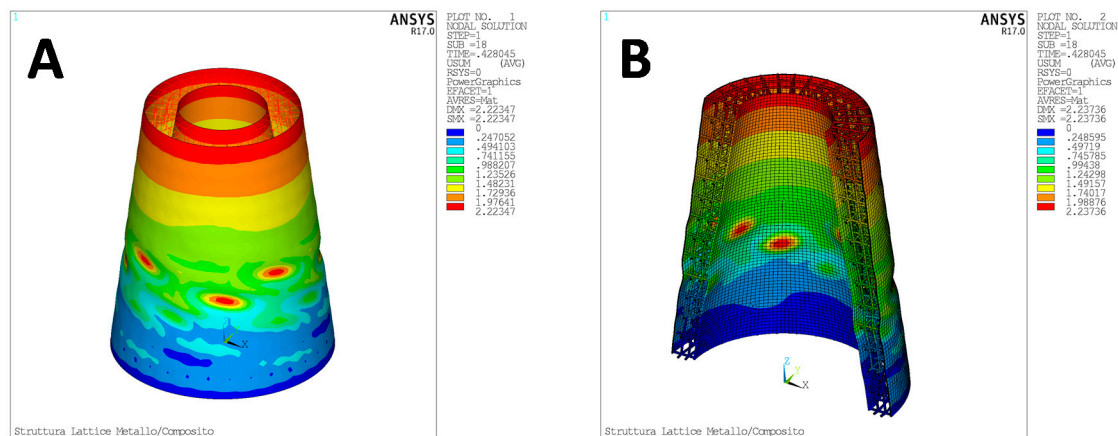 1
ANSYS
R17.0
A
PLOT NO. 1
NODAL SOLUTION
STEP=1
SUB =18
TIME=.428045
USUM (AVG)
RSYS=0
PowerGraphics
EFACET=1
AVRES=Mat
DMX =2.22347
SMX =2.22347
0
.247052
.494103
.741155
.988207
1.23526
1.48231
1.72936
1.97641
2.22347
X
Struttura Lattice Metallo/Composito
1
ANSYS
R17.0
B
PLOT NO. 2
NODAL SOLUTION
STEP=1
SUB =18
TIME=.428045
USUM (AVG)
RSYS=0
PowerGraphics
EFACET=1
AVRES=Mat
DMX =2.23736
SMX =2.23736
0
.248595
.49719
.745785
.99438
1.24298
1.49157
1.74017
1.98876
2.23736
Z
Y
X
Struttura Lattice Metallo/Composito